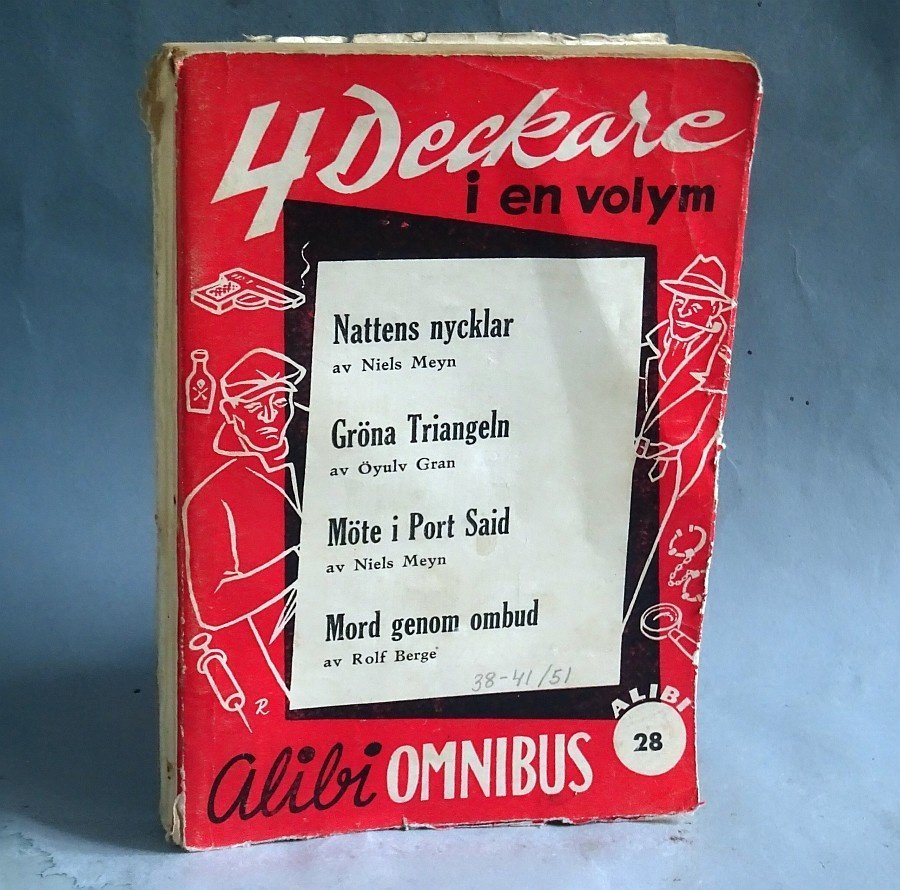 4 Deckare
i en volym
Nattens nycklar
av Niels Meyn
Gröna Triangeln
av Öyulv Gran
Möte i Port Said
av Niels Meyn
Mord genom ombud
av Rolf Berge
38-41/51
R
ALIBI
28
alibi OMNIBUS